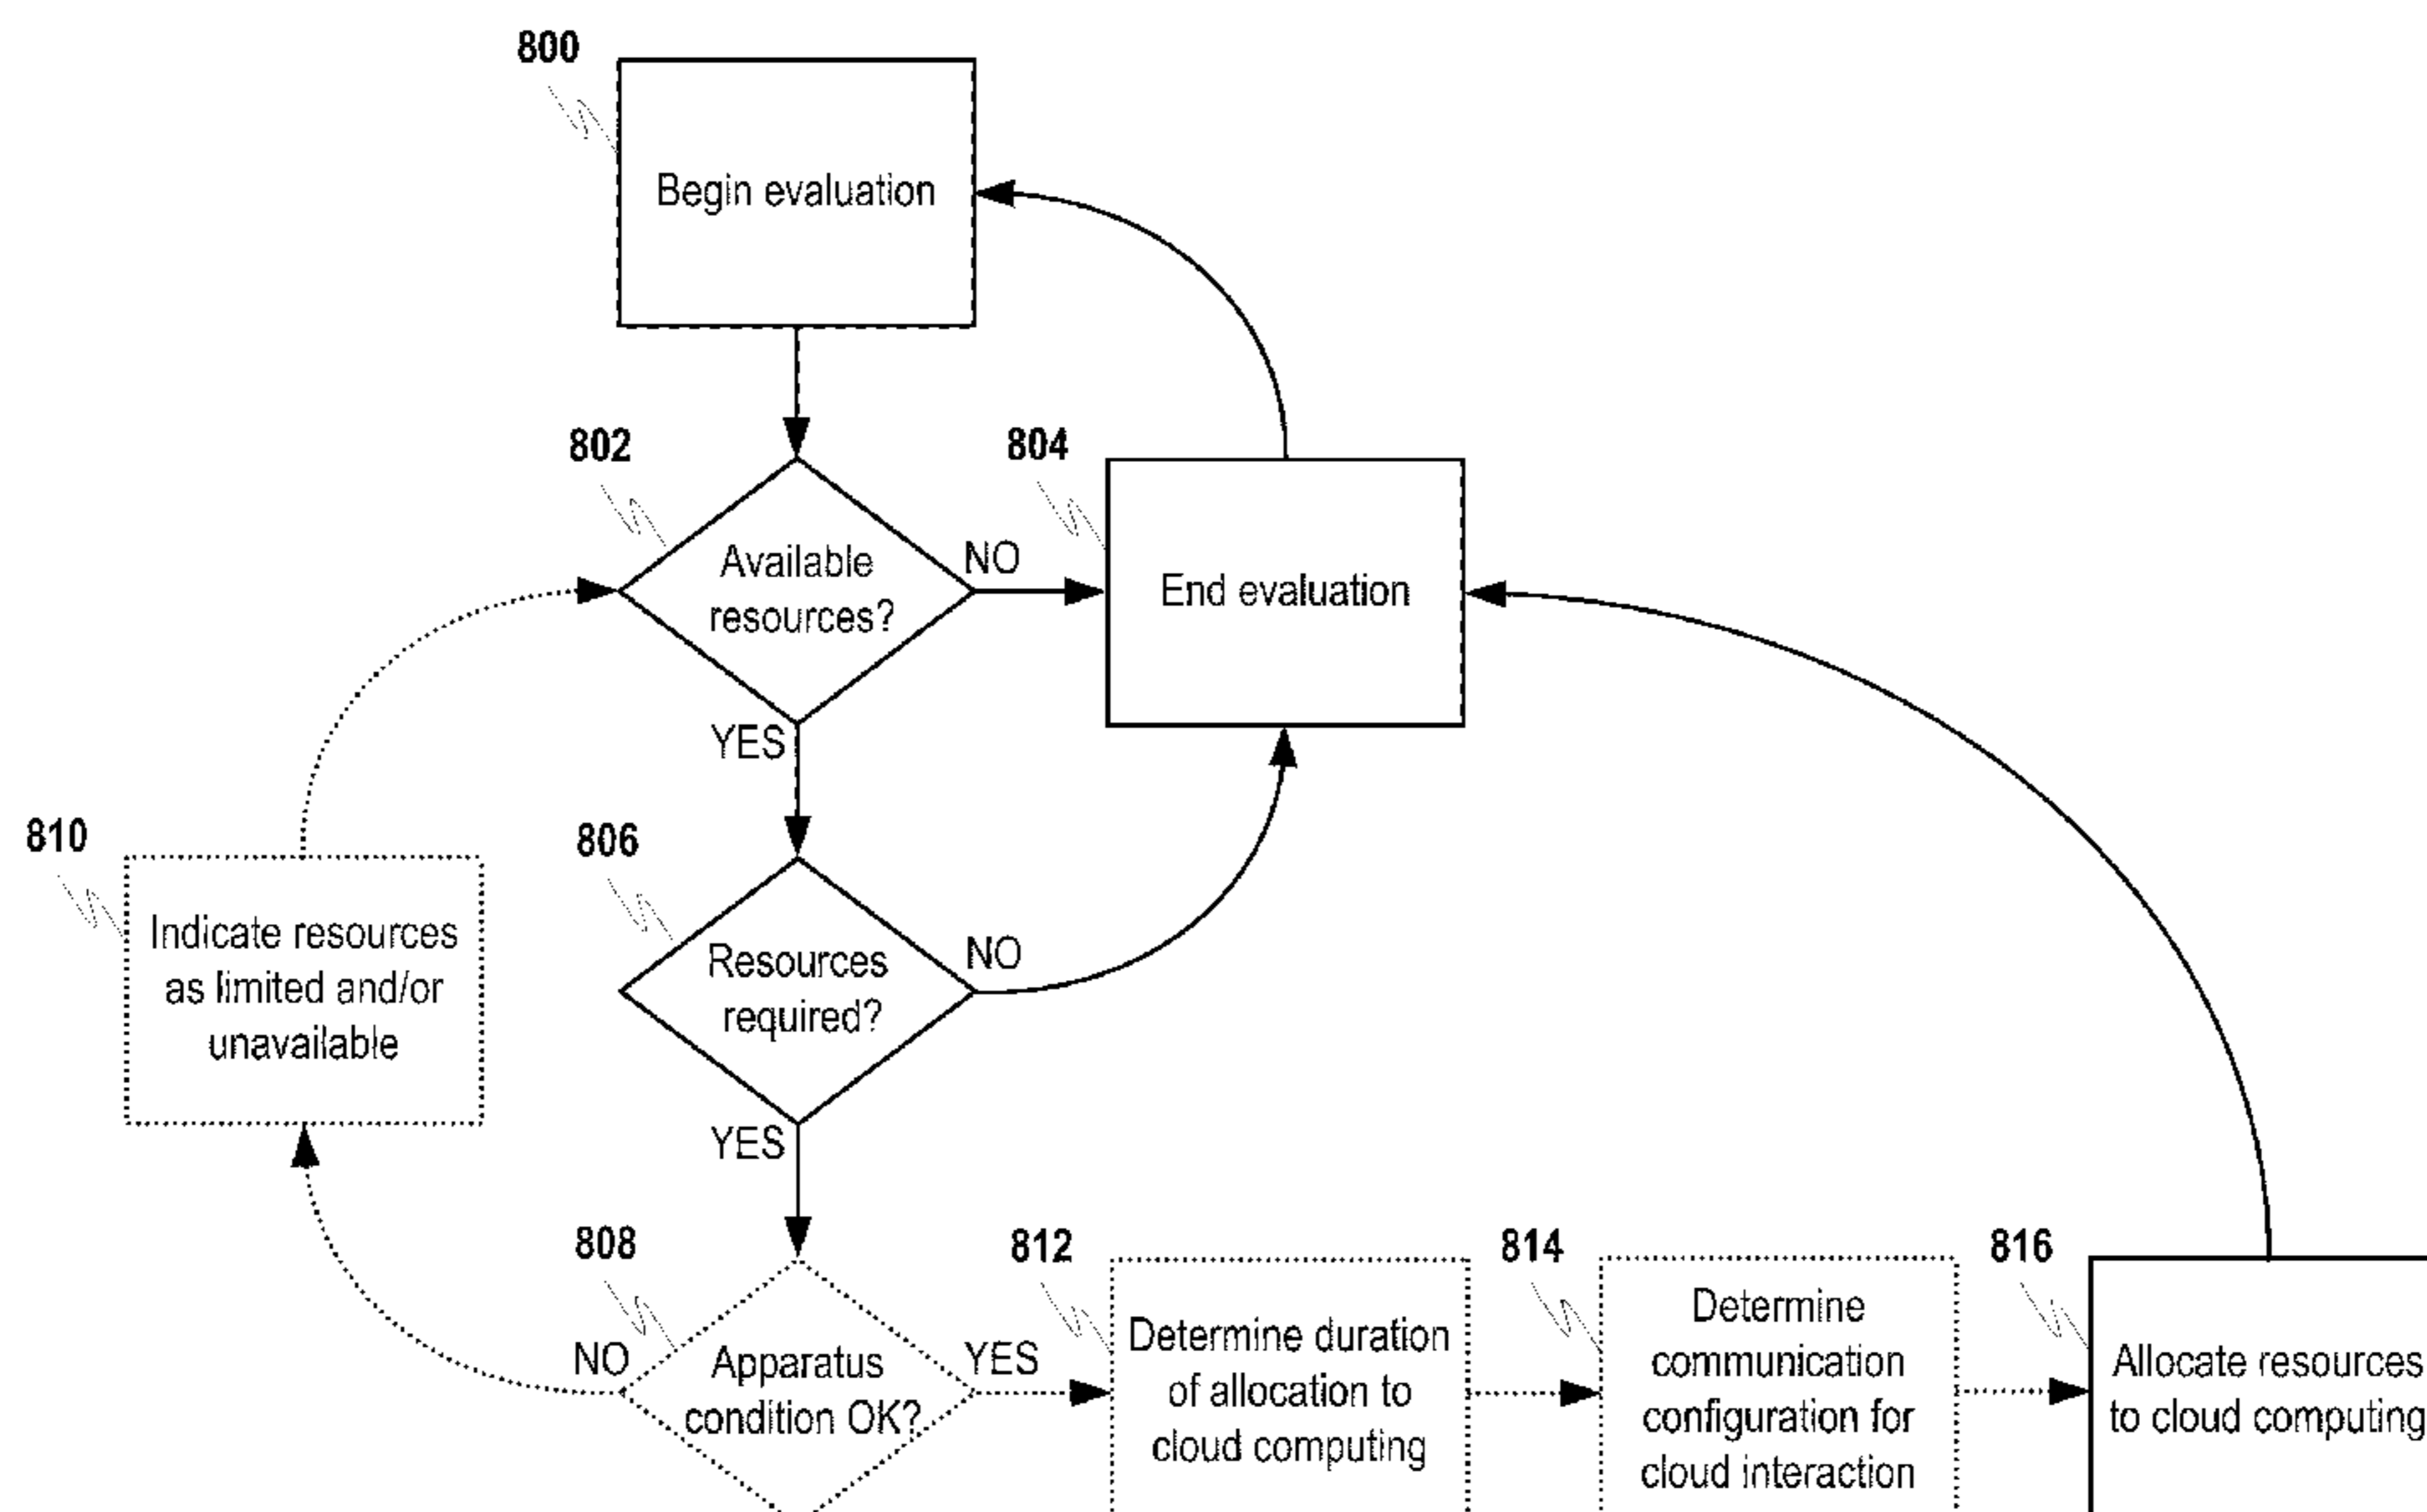 800
Begin evaluation
802
Available
resources?
NO
YES
804
End evaluation
806
Resources
required?
NO
YES
810
Indicate resources
as limited and/or
unavailable
808
Apparatus
condition OK?
NO
YES
812
Determine duration
of allocation to
cloud computing
814
Determine
communication
configuration for
cloud interaction
816
Allocate resources
to cloud computing